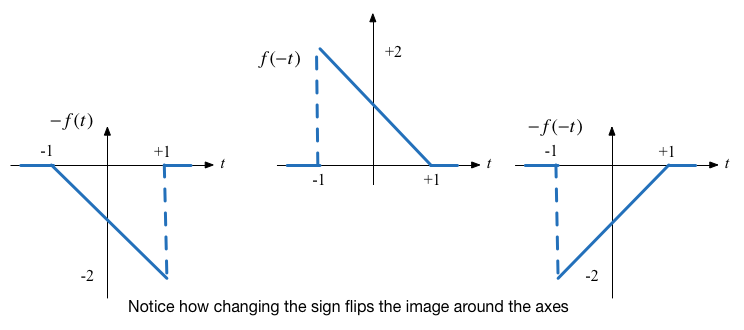 −f(t)
-1
+1
t
-2
f(−t)
+2
t
-1
+1
−f(−t)
-1
+1
t
-2
Notice how changing the sign flips the image around the axes